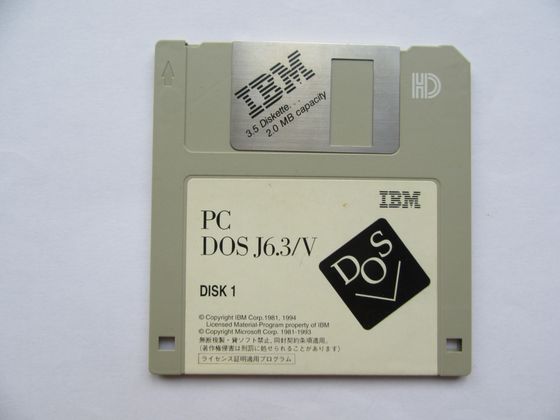 IBM
3.5 Diskette. . .
2.0 MB capacity
HD
IBM
PC
DOS J6.3/V
DOS
DISK 1
© Copyright IBM Corp.1981, 1994
Licensed Material-Program property of IBM
© Copyright Microsoft Corp. 1981-1993
無断複製・貸ソフト禁止, 同封契約条項適用。
(著作権侵害は刑罰に処せられることがあります)
ライセンス証明適用プログラム